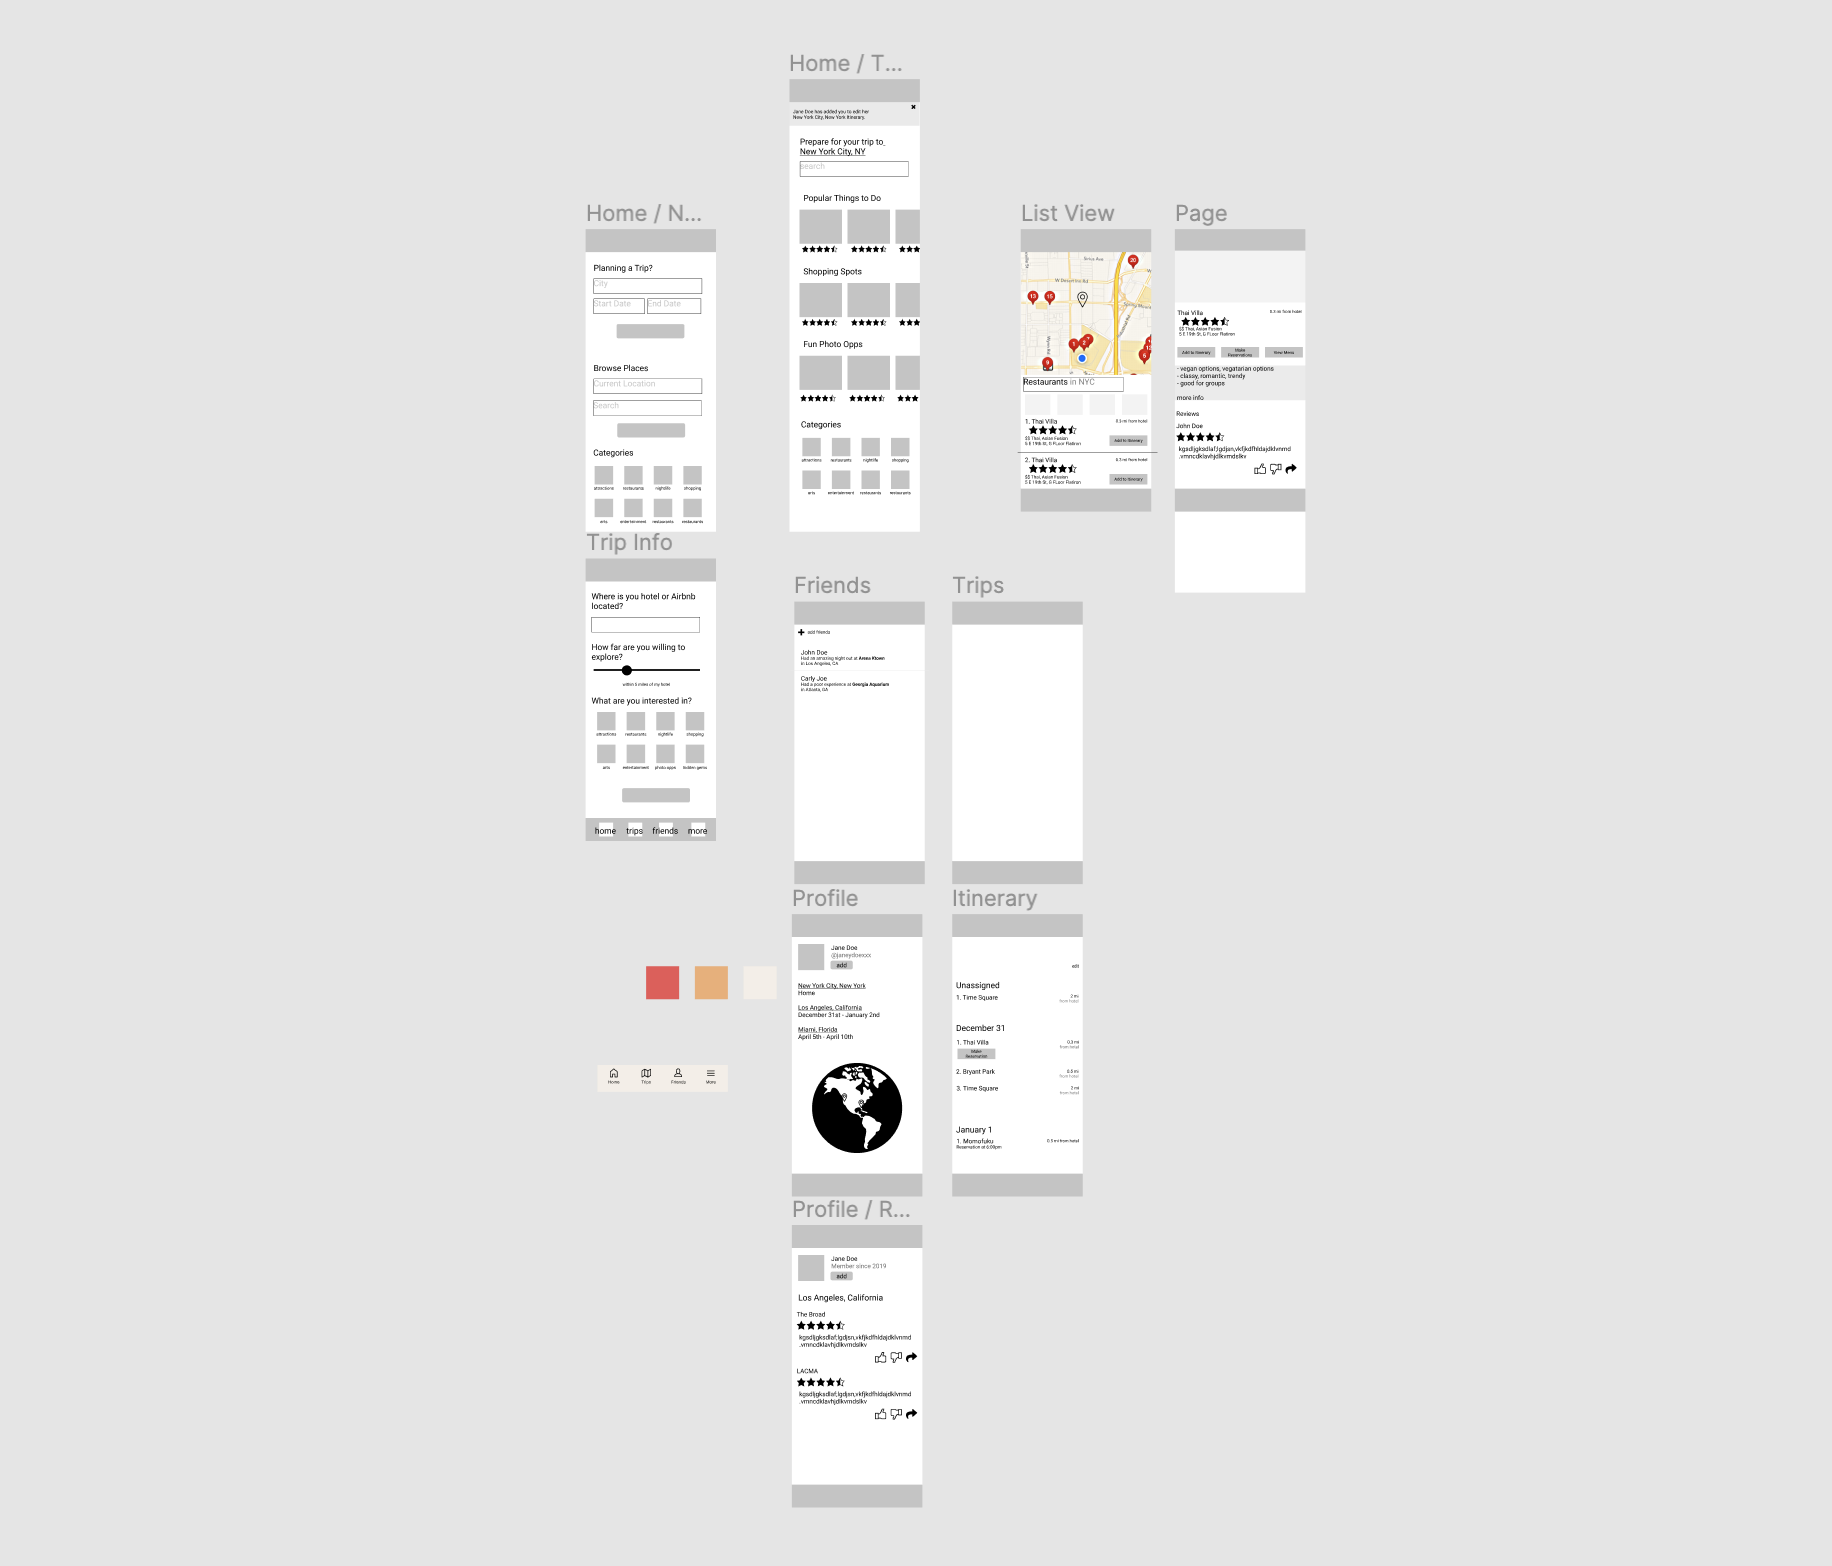 Home / T...
Jane Doe has added you to edit her
New York City, New York Itinerary.
Prepare for your trip to
New York City, NY
search
Popular Things to Do
Shopping Spots
Fun Photo Opps
Categories
attractions restaurants nightlife shopping
arts entertainment restaurants restaurants
Home / N...
Planning a Trip?
City
Start Date End Date
Browse Places
Current Location
Search
Categories
attractions restaurants nightlife shopping
arts entertainment restaurants restaurants
Trip Info
Where is you hotel or Airbnb
located?
How far are you willing to
explore?
within 5 miles of my hotel
What are you interested in?
attractions restaurants nightlife shopping
arts entertainment photo opps hidden gems
home trips friends more
List View
Sirius Ave
W Desert Inn Rd
Wynn Rd
20
13 15
1 2
9
5
Restaurants in NYC
1. Thai Villa 0.3 mi from hotel
$$ Thai, Asian Fusion
5 E 19th St, G FLoor Flatiron
Add to Itinerary
2. Thai Villa 0.3 mi from hotel
$$ Thai, Asian Fusion
5 E 19th St, G FLoor Flatiron
Add to Itinerary
Page
Thai Villa 0.3 mi from hotel
$$ Thai, Asian Fusion
5 E 19th St, G FLoor Flatiron
Add to Itinerary Make Reservations View Menu
- vegan options, vegatarian options
- classy, romantic, trendy
- good for groups
more info
Reviews
John Doe
kgsdljgksdlaf;lgdjsn,vkfjkdfhldajdklvnmd
.vmncdklavhjdlkvmdslkv
Friends
add friends
John Doe
Had an amazing night out at Arena Ktown
in Los Angeles, CA
Carly Joe
Had a poor experience at Georgia Aquarium
in Atlanta, GA
Trips
Profile
Jane Doe
@janeydoexxx
add
New York City, New York
Home
Los Angeles, California
December 31st - January 2nd
Miami, Florida
April 5th - April 10th
Itinerary
edit
Unassigned
1. Time Square 2 mi
from hotel
December 31
1. Thai Villa 0.3 mi
from hotel
Make
Reservation
2. Bryant Park 0.5 mi
from hotel
3. Time Square 2 mi
from hotel
January 1
1. Momofuku 0.5 mi from hotel
Reservation at 6:00pm
Home Trips Friends More
Profile / R...
Jane Doe
Member since 2019
add
Los Angeles, California
The Broad
kgsdljgksdlaf;lgdjsn,vkfjkdfhldajdklvnmd
.vmncdklavhjdlkvmdslkv
LACMA
kgsdljgksdlaf;lgdjsn,vkfjkdfhldajdklvnmd
.vmncdklavhjdlkvmdslkv